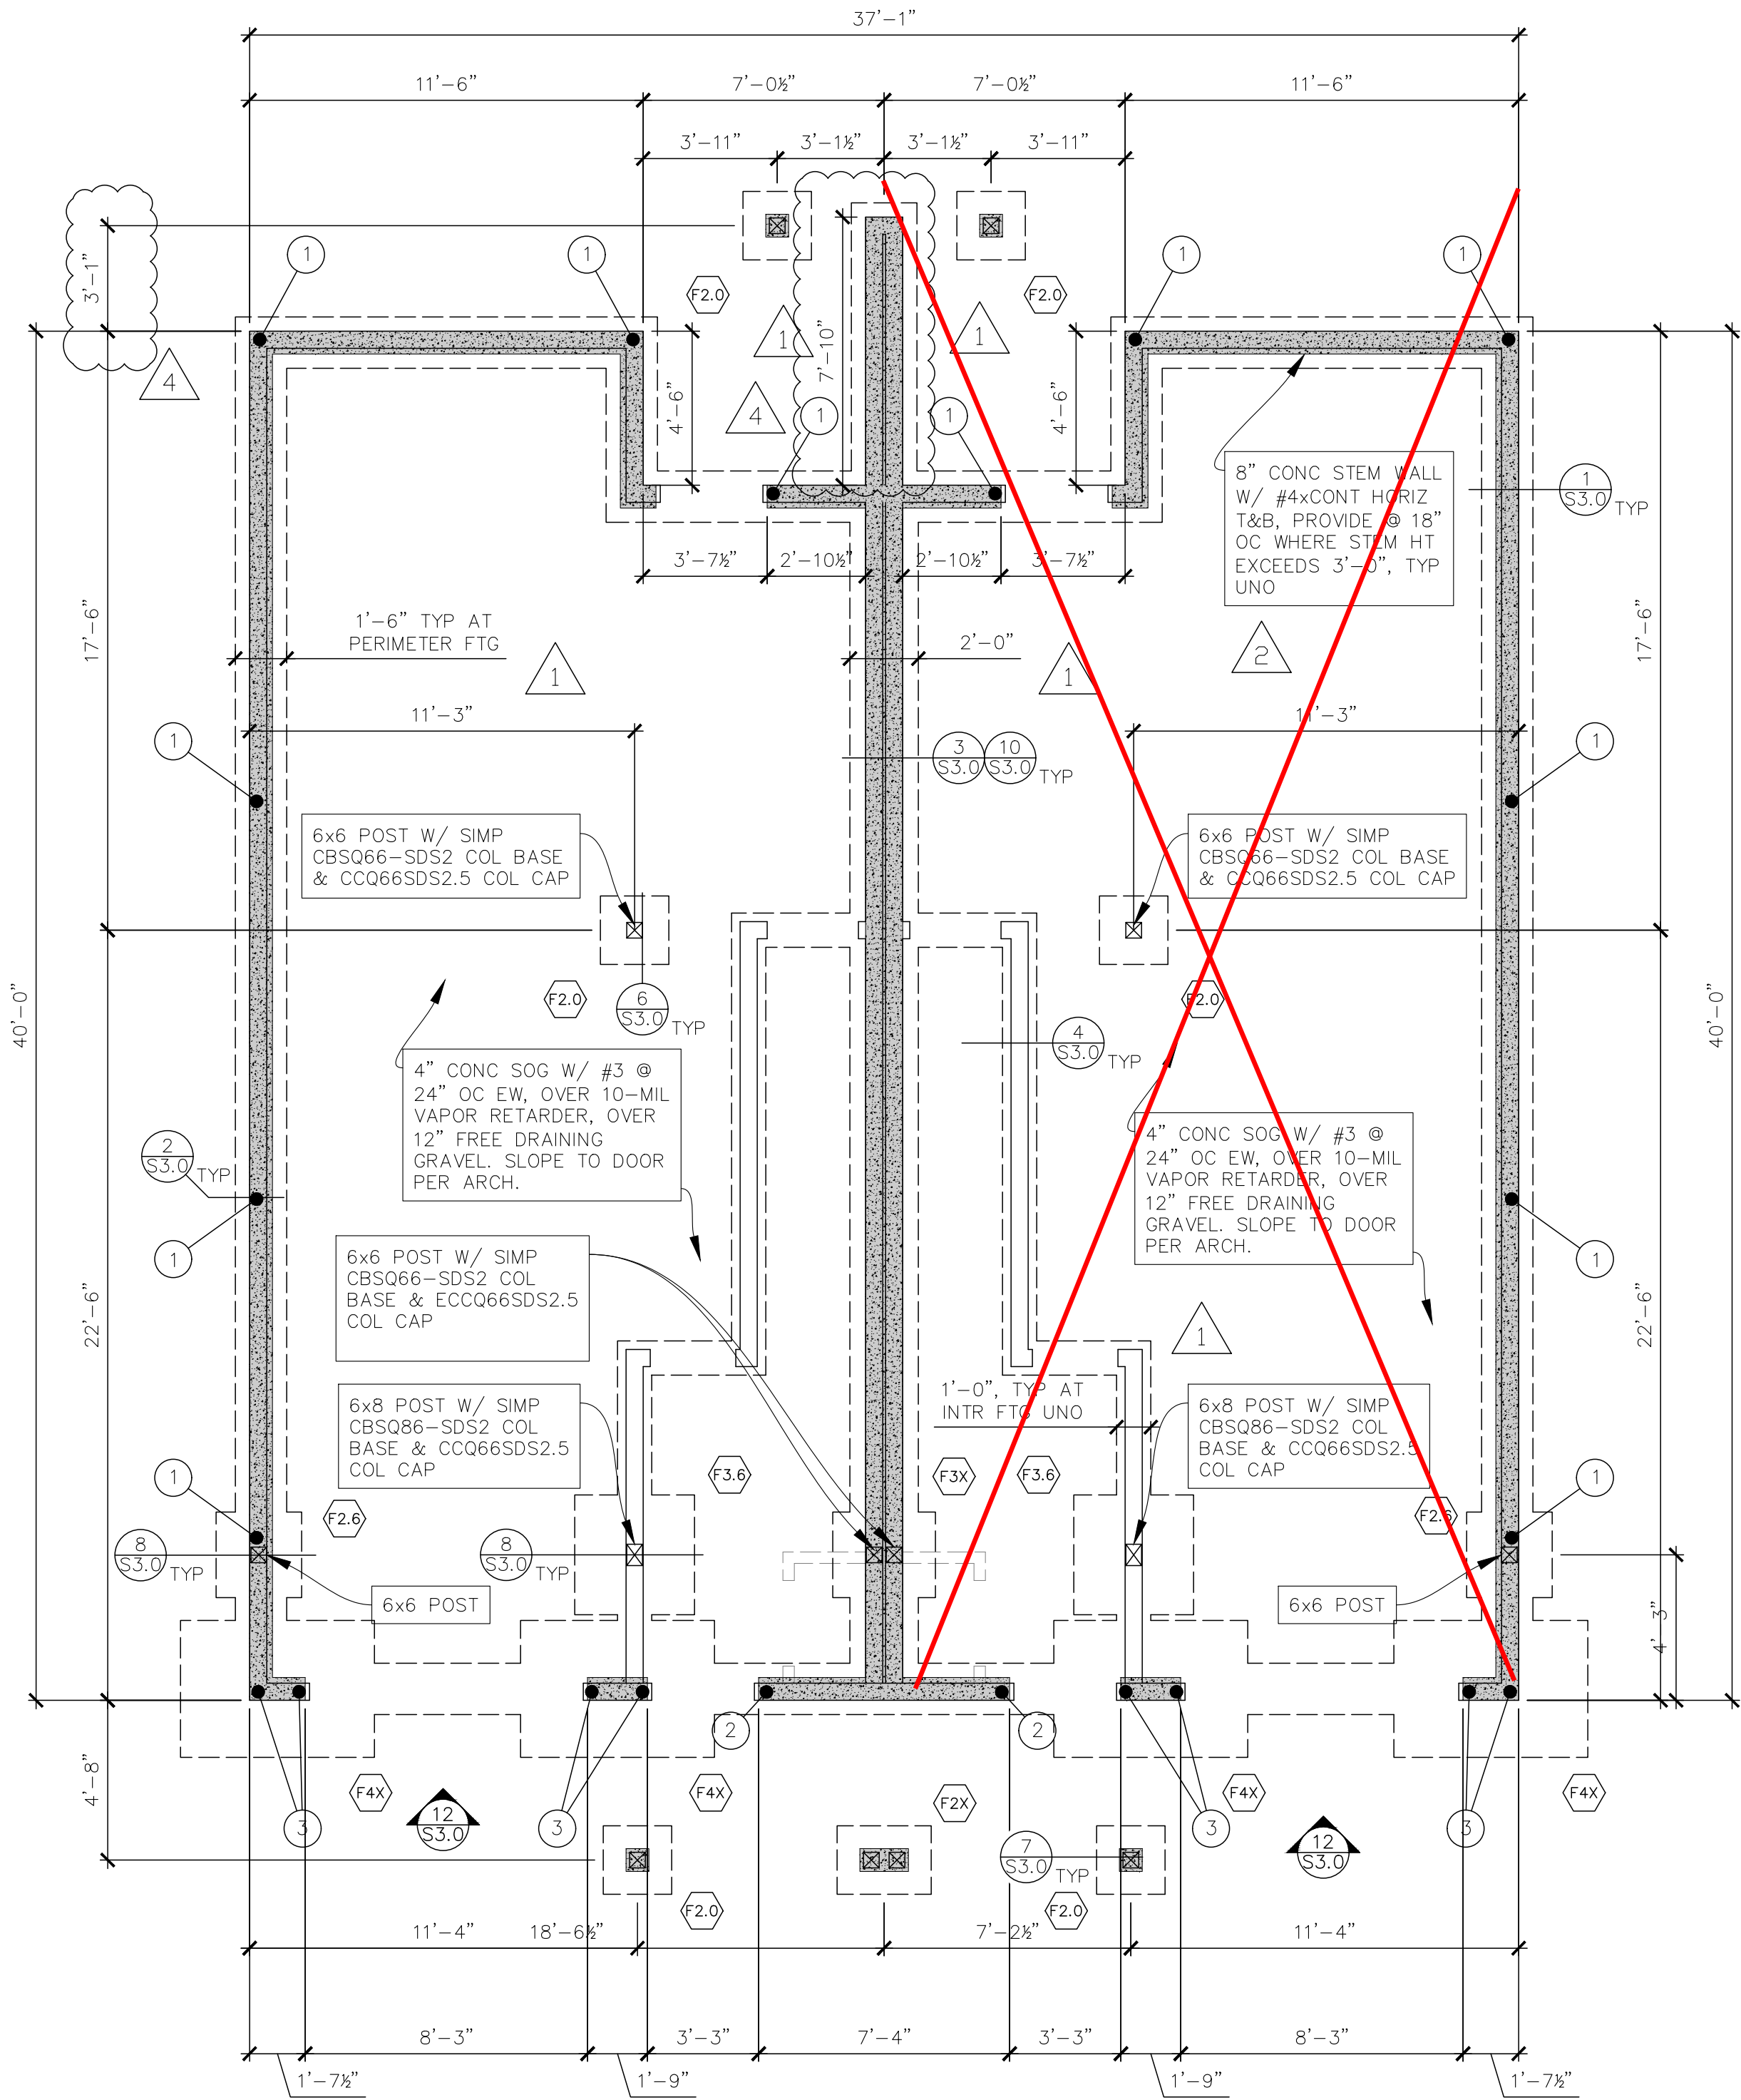 37'-1"
11'-6"
7'-0½"
7'-0½"
11'-6"
3'-11"
3'-1½"
3'-1½"
3'-11"
3'-1"
1
1
1
1
F2.0
F2.0
1
1
7'-10"
4
4
4'-6"
4'-6"
1
1
8" CONC STEM WALL
W/ #4xCONT HORIZ
T&B, PROVIDE @ 18"
OC WHERE STEM HT
EXCEEDS 3'-0", TYP
UNO
1
S3.0 TYP
3'-7½"
2'-10½"
2'-10½"
3'-7½"
17'-6"
17'-6"
1'-6" TYP AT
PERIMETER FTG
1
2'-0"
1
2
11'-3"
11'-3"
1
3
S3.0
10
S3.0 TYP
1
6x6 POST W/ SIMP
CBSQ66-SDS2 COL BASE
& CCQ66SDS2.5 COL CAP
6x6 POST W/ SIMP
CBSQ66-SDS2 COL BASE
& CCQ66SDS2.5 COL CAP
40'-0"
40'-0"
F2.0
6
S3.0 TYP
F2.0
4
S3.0 TYP
4" CONC SOG W/ #3 @
24" OC EW, OVER 10-MIL
VAPOR RETARDER, OVER
12" FREE DRAINING
GRAVEL. SLOPE TO DOOR
PER ARCH.
4" CONC SOG W/ #3 @
24" OC EW, OVER 10-MIL
VAPOR RETARDER, OVER
12" FREE DRAINING
GRAVEL. SLOPE TO DOOR
PER ARCH.
2
S3.0 TYP
1
1
6x6 POST W/ SIMP
CBSQ66-SDS2 COL
BASE & ECCQ66SDS2.5
COL CAP
22'-6"
22'-6"
1
1'-0", TYP AT
INTR FTG UNO
6x8 POST W/ SIMP
CBSQ86-SDS2 COL
BASE & CCQ66SDS2.5
COL CAP
6x8 POST W/ SIMP
CBSQ86-SDS2 COL
BASE & CCQ66SDS2.5
COL CAP
1
F3.6
F3X
F3.6
1
F2.6
F2.6
8
S3.0 TYP
8
S3.0 TYP
6x6 POST
6x6 POST
4'-3"
2
2
4'-8"
F4X
F4X
F2X
F4X
F4X
3
12
S3.0
3
7
S3.0 TYP
3
12
S3.0
3
F2.0
F2.0
11'-4"
18'-6½"
7'-2½"
11'-4"
8'-3"
3'-3"
7'-4"
3'-3"
8'-3"
1'-7½"
1'-9"
1'-9"
1'-7½"